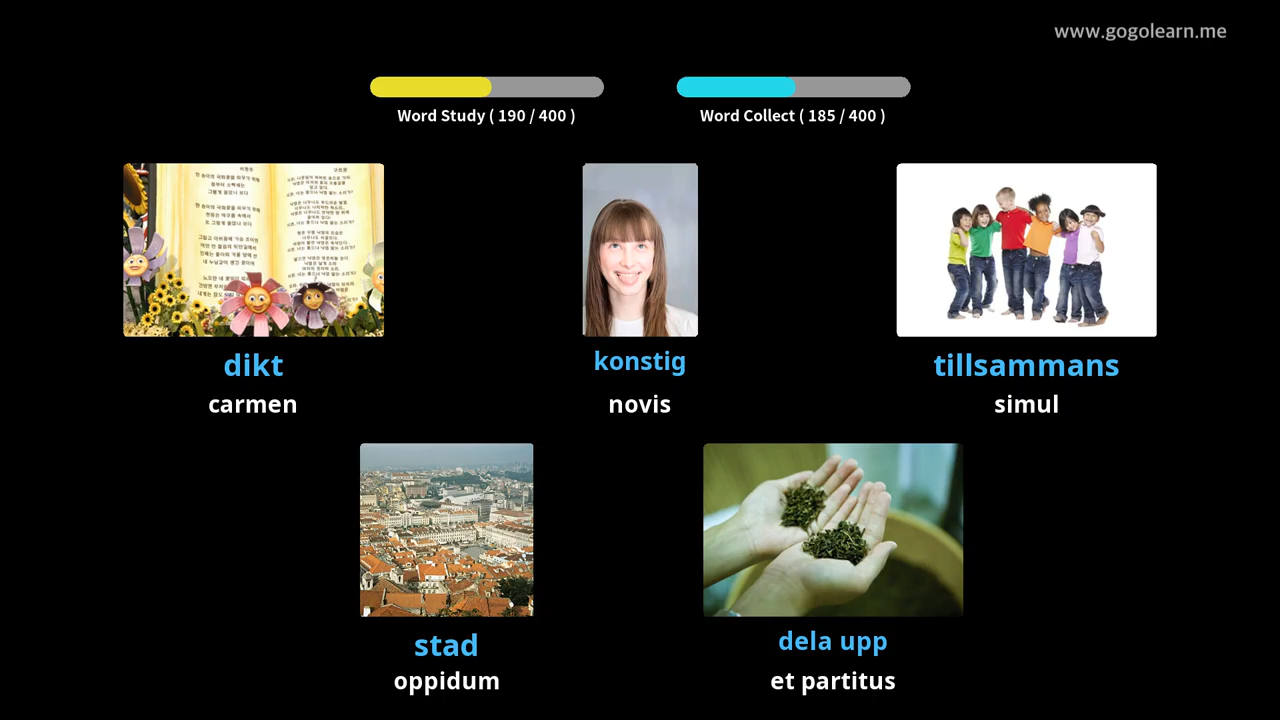 www.gogolearn.me
Word Study ( 190 / 400 )
Word Collect ( 185 / 400 )
dikt
carmen
konstig
novis
tillsammans
simul
stad
oppidum
dela upp
et partitus